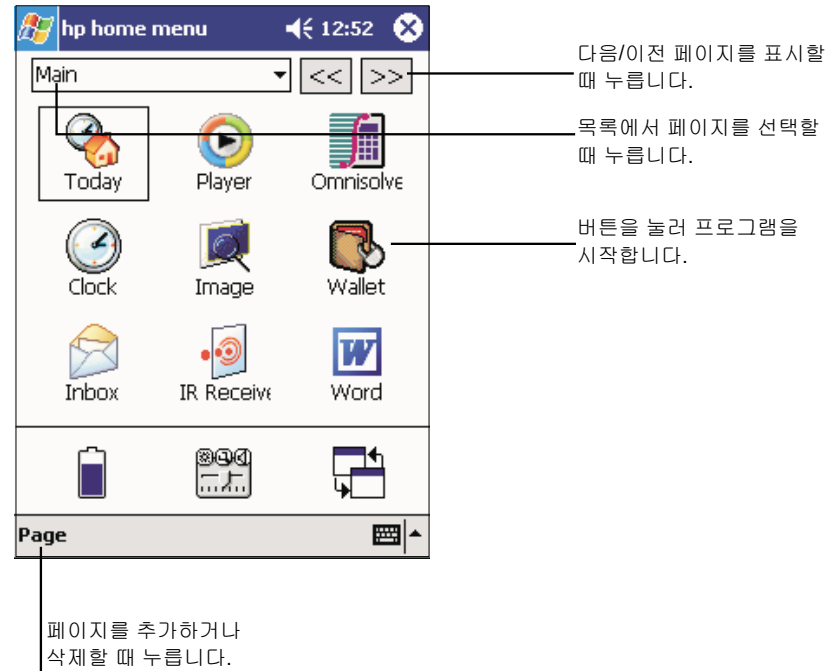 hp home menu 12:52
Main << >>
다음/이전 페이지를 표시할
때 누릅니다.
목록에서 페이지를 선택할
때 누릅니다.
Today Player Omnisolve
버튼을 눌러 프로그램을
시작합니다.
Clock Image Wallet
Inbox IR Receive Word
Page
페이지를 추가하거나
삭제할 때 누릅니다.